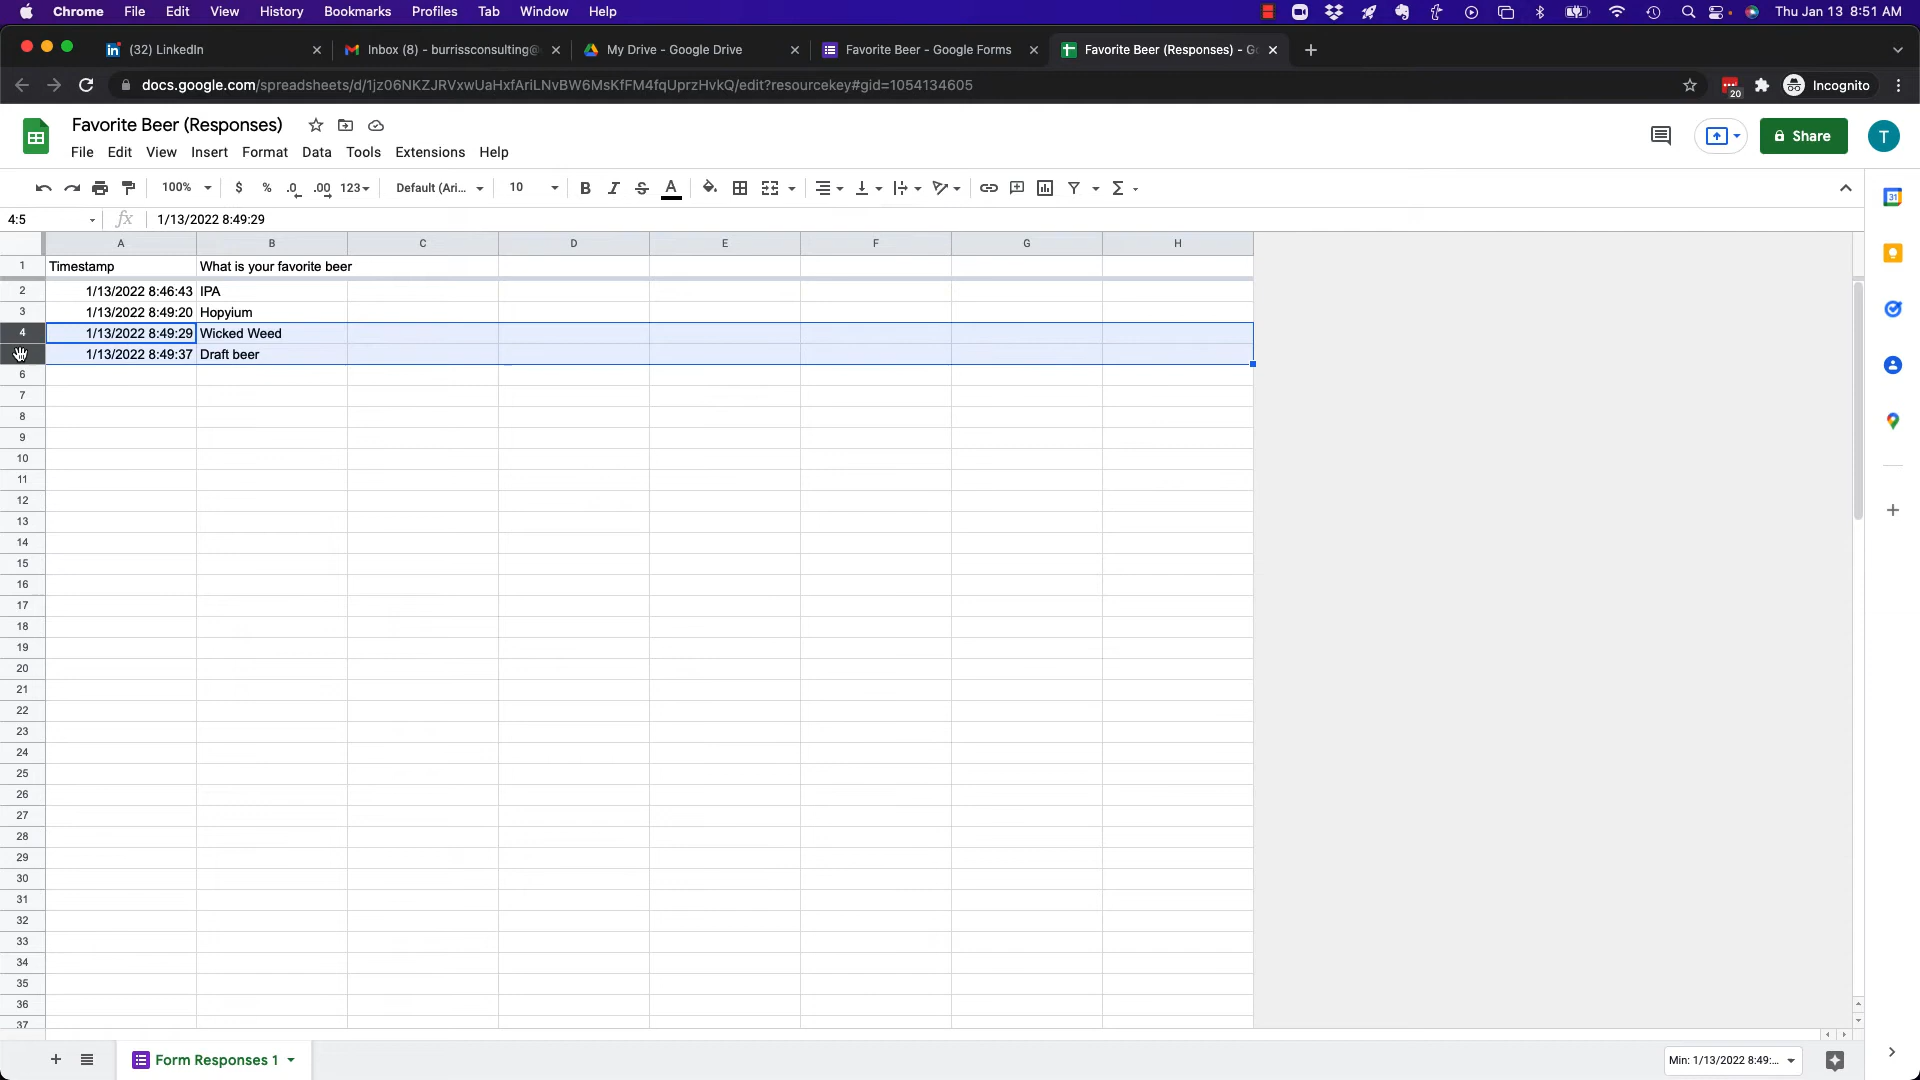 Chrome File Edit View History Bookmarks Profiles Tab Window Help Thu Jan 13 8:51 AM
(32) LinkedIn Inbox (8) - burrissconsulting@ My Drive - Google Drive Favorite Beer - Google Forms Favorite Beer (Responses) - Go
docs.google.com/spreadsheets/d/1jz06NKZJRVxwUaHxfAriLNvBW6MsKfFM4fqUprzHvkQ/edit?resourcekey#gid=1054134605 20 Incognito
Favorite Beer (Responses) Share T
File Edit View Insert Format Data Tools Extensions Help
100% $ % .0 .00 123 Default (Ari... 10 B I S A Σ 31
4:5 fx 1/13/2022 8:49:29
A B C D E F G H
1 Timestamp What is your favorite beer
2 1/13/2022 8:46:43 IPA
3 1/13/2022 8:49:20 Hopyium
4 1/13/2022 8:49:29 Wicked Weed
1/13/2022 8:49:37 Draft beer
6
7
8
9
10
11
12
13
14
15
16
17
18
19
20
21
22
23
24
25
26
27
28
29
30
31
32
33
34
35
36
37
Form Responses 1 Min: 1/13/2022 8:49:...